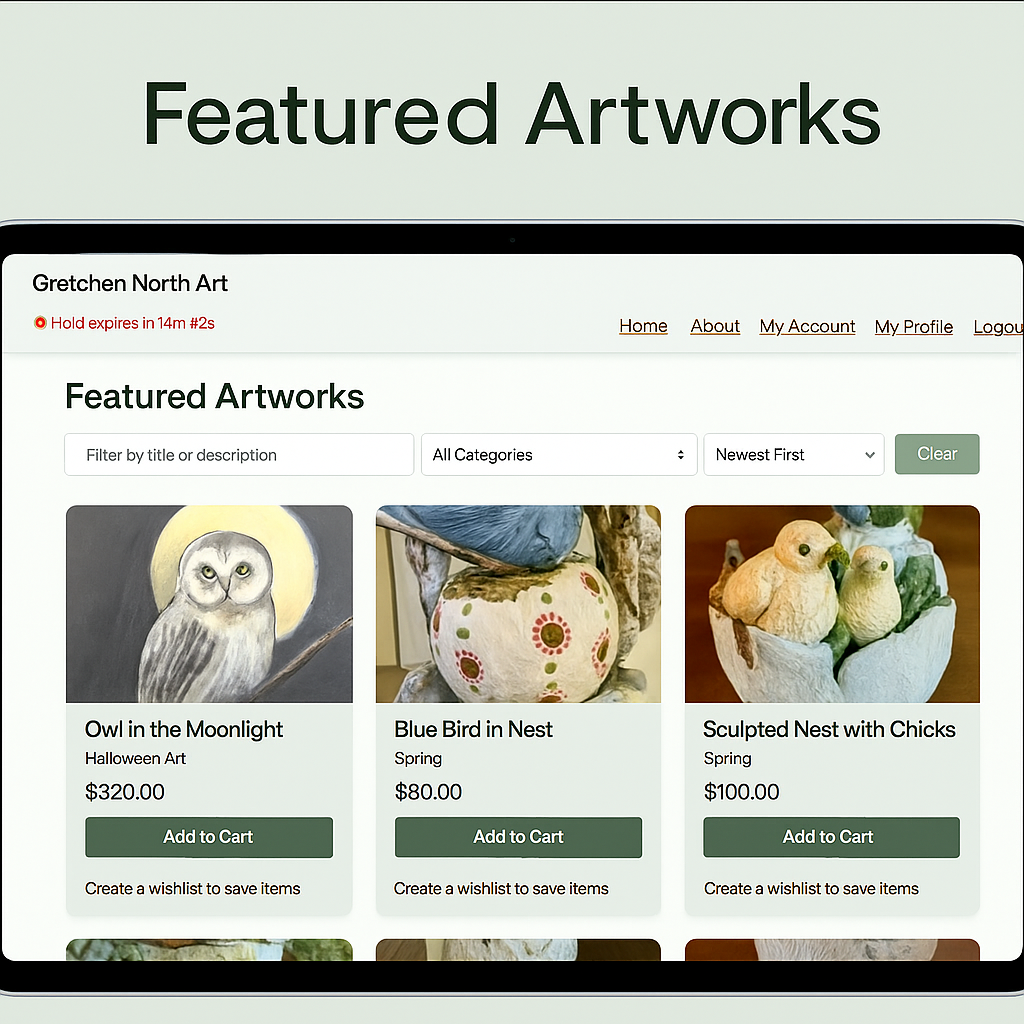 Featured Artworks
Gretchen North Art
Hold expires in 14m #2s
Home About My Account My Profile Logou
Featured Artworks
Filter by title or description All Categories Newest First Clear
Owl in the Moonlight Blue Bird in Nest Sculpted Nest with Chicks
Halloween Art Spring Spring
$320.00 $80.00 $100.00
Add to Cart Add to Cart Add to Cart
Create a wishlist to save items Create a wishlist to save items Create a wishlist to save items